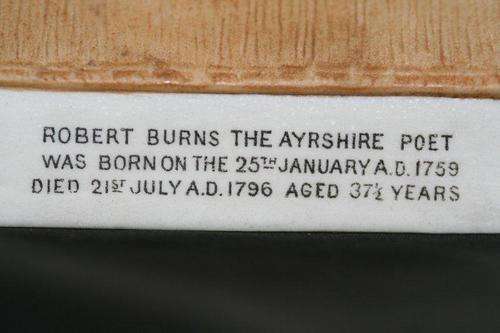 ROBERT BURNS THE AYRSHIRE POET
WAS BORN ON THE 25TH JANUARY A.D. 1759
DIED 21ST JULY A.D. 1796 AGED 37½ YEARS